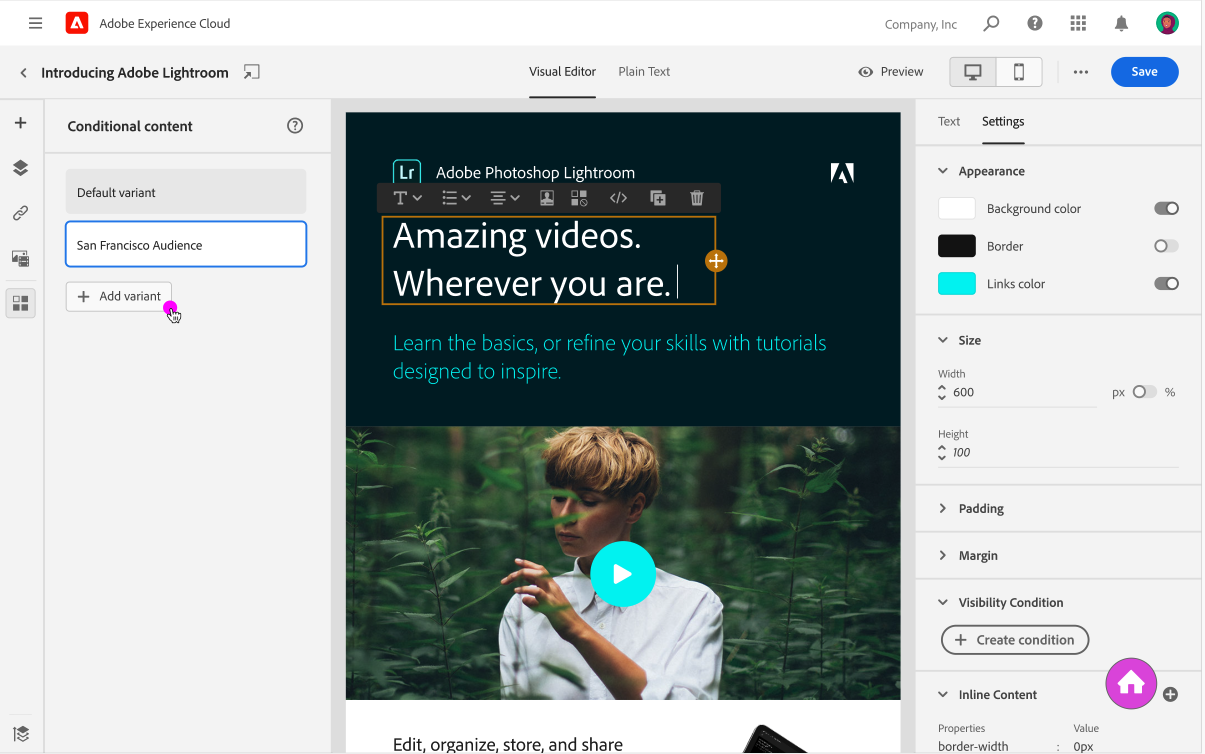 Adobe Experience Cloud
Company, Inc
Introducing Adobe Lightroom
Visual Editor
Plain Text
Preview
Save
Conditional content
Default variant
San Francisco Audience
Add variant
Lr Adobe Photoshop Lightroom
T
Amazing videos.
Wherever you are.
Learn the basics, or refine your skills with tutorials
designed to inspire.
Edit, organize, store, and share
Text
Settings
Appearance
Background color
Border
Links color
Size
Width
600
px
%
Height
100
Padding
Margin
Visibility Condition
Create condition
Inline Content
Properties
Value
border-width : 0px